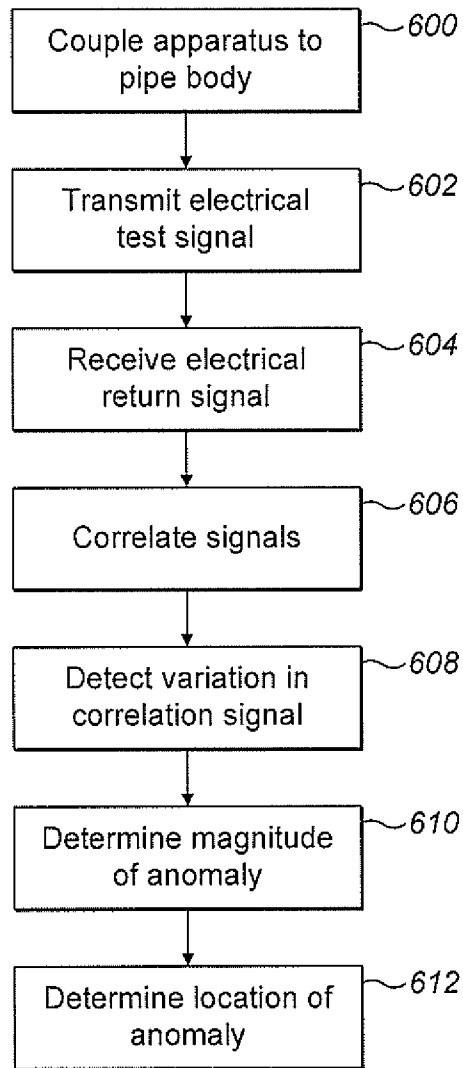 Couple apparatus to
pipe body
600
Transmit electrical
test signal
602
Receive electrical
return signal
604
Correlate signals
606
Detect variation in
correlation signal
608
Determine magnitude
of anomaly
610
Determine location of
anomaly
612